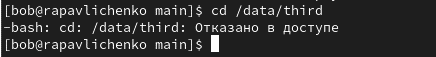 [bob@rapavlichenko main]$ cd /data/third
-bash: cd: /data/third: Отказано в доступе
[bob@rapavlichenko main]$